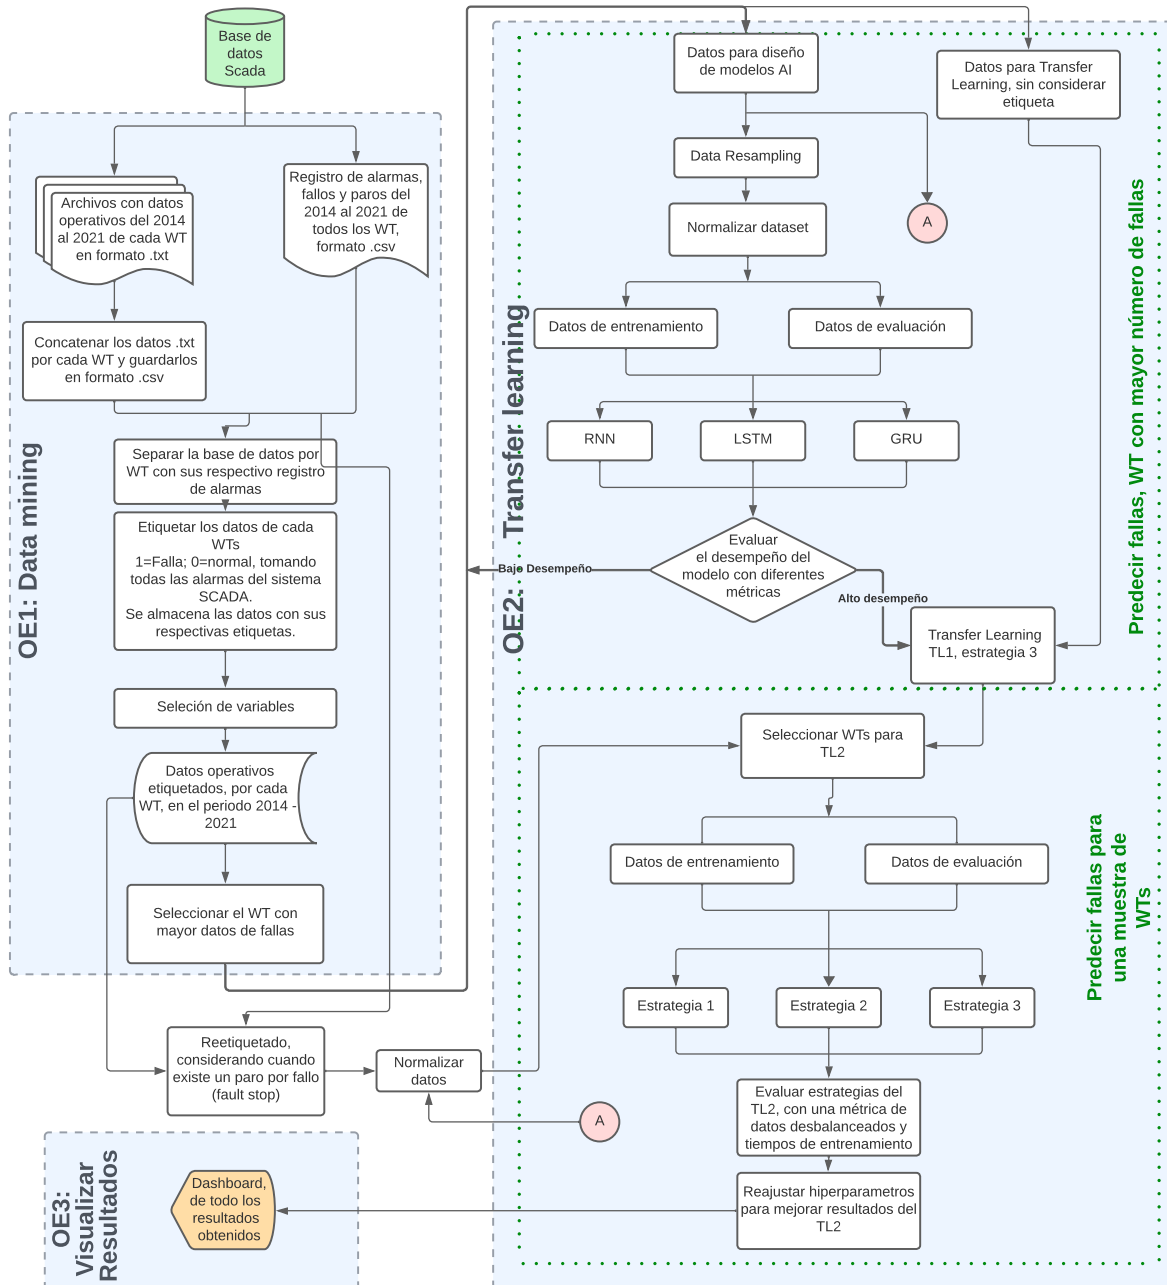 Base de
datos
Scada
OE1: Data mining
Archivos con datos
operativos del 2014
al 2021 de cada WT
en formato .txt
Registro de alarmas,
fallos y paros del
2014 al 2021 de
todos los WT,
formato .csv
Concatenar los datos .txt
por cada WT y guardarlos
en formato .csv
Separar la base de datos por
WT con sus respectivo registro
de alarmas
Etiquetar los datos de cada
WTs
1=Falla; 0=normal, tomando
todas las alarmas del sistema
SCADA.
Se almacena las datos con sus
respectivas etiquetas.
Seleción de variables
Datos operativos
etiquetados, por cada
WT, en el periodo 2014 -
2021
Seleccionar el WT con
mayor datos de fallas
Reetiquetado,
considerando cuando
existe un paro por fallo
(fault stop)
Normalizar
datos
A
OE2: Transfer learning
Predecir fallas, WT con mayor número de fallas
Datos para diseño
de modelos AI
Datos para Transfer
Learning, sin considerar
etiqueta
Data Resampling
A
Normalizar dataset
Datos de entrenamiento
Datos de evaluación
RNN
LSTM
GRU
Evaluar
el desempeño del
modelo con diferentes
métricas
Bajo Desempeño
Alto desempeño
Transfer Learning
TL1, estrategia 3
Predecir fallas para
una muestra de
WTs
Seleccionar WTs para
TL2
Datos de entrenamiento
Datos de evaluación
Estrategia 1
Estrategia 2
Estrategia 3
Evaluar estrategias del
TL2, con una métrica de
datos desbalanceados y
tiempos de entrenamiento
Reajustar hiperparametros
para mejorar resultados del
TL2
OE3:
Visualizar
Resultados
Dashboard,
de todo los
resultados
obtenidos